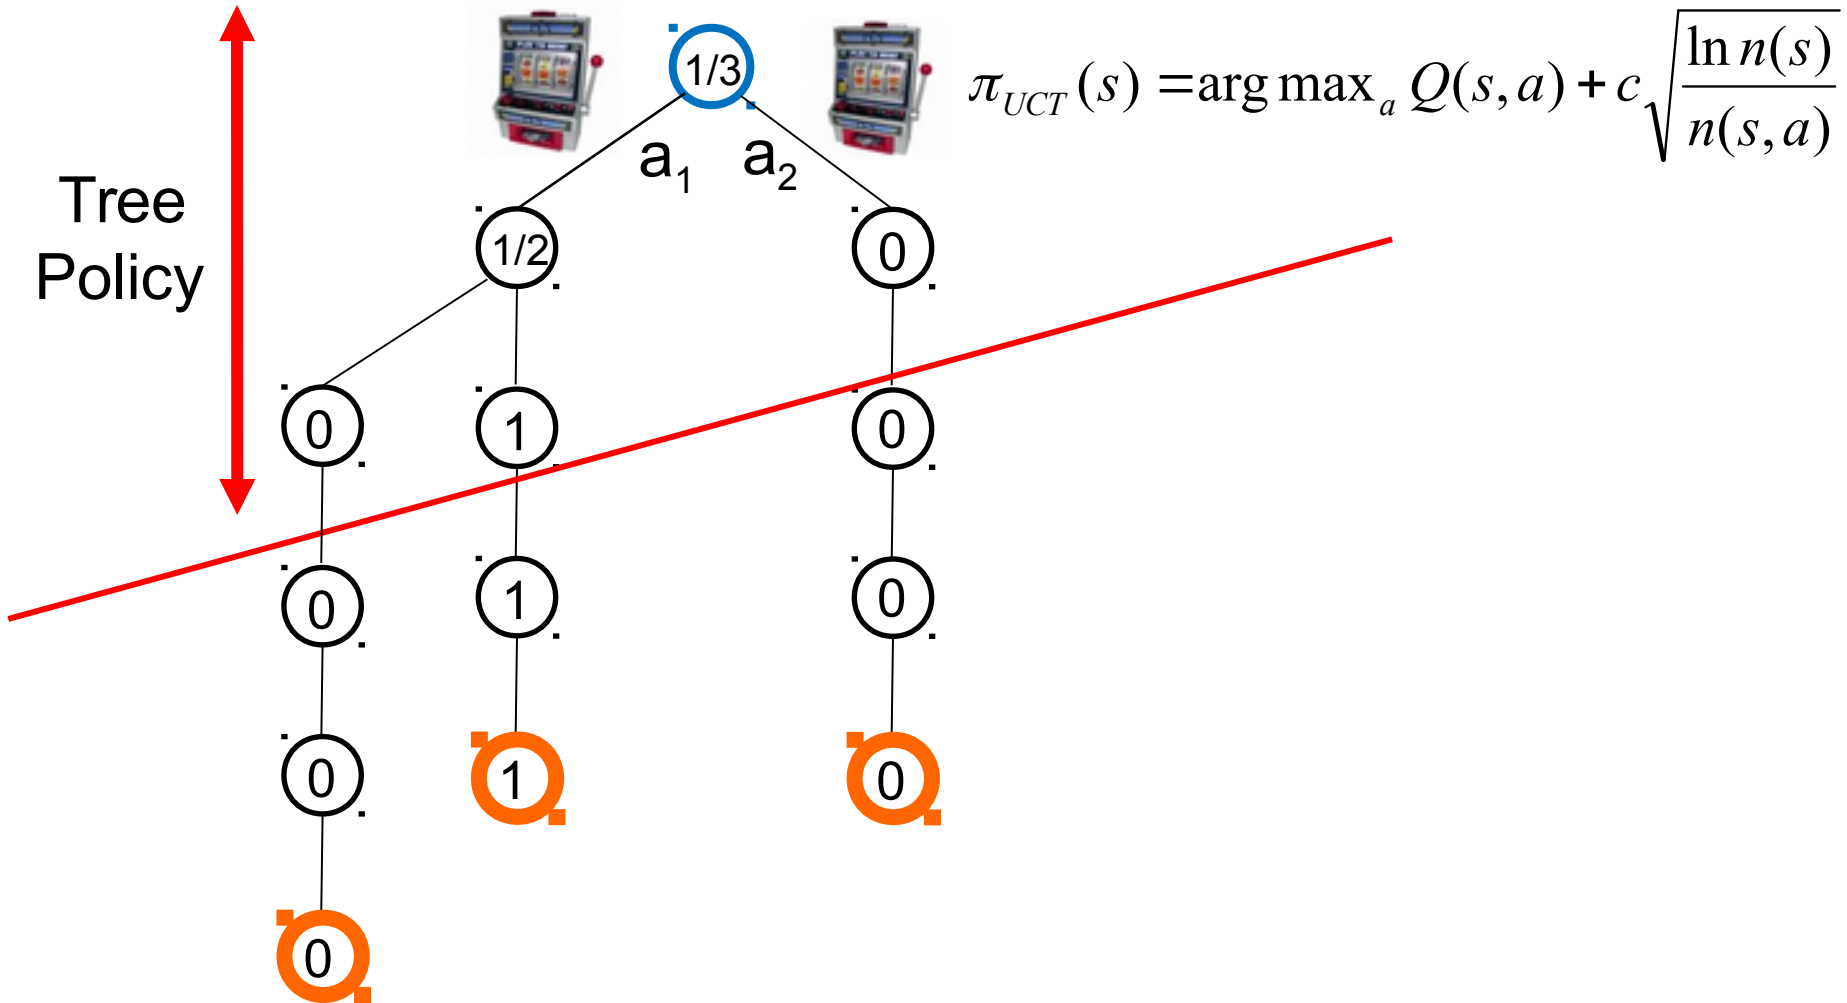 1/3
π_UCT(s) = arg max_a Q(s,a) + c√(ln n(s) / n(s,a))
a₁ a₂
Tree
Policy
1/2 0
0 1 0
0 1 0
0 1 0
0